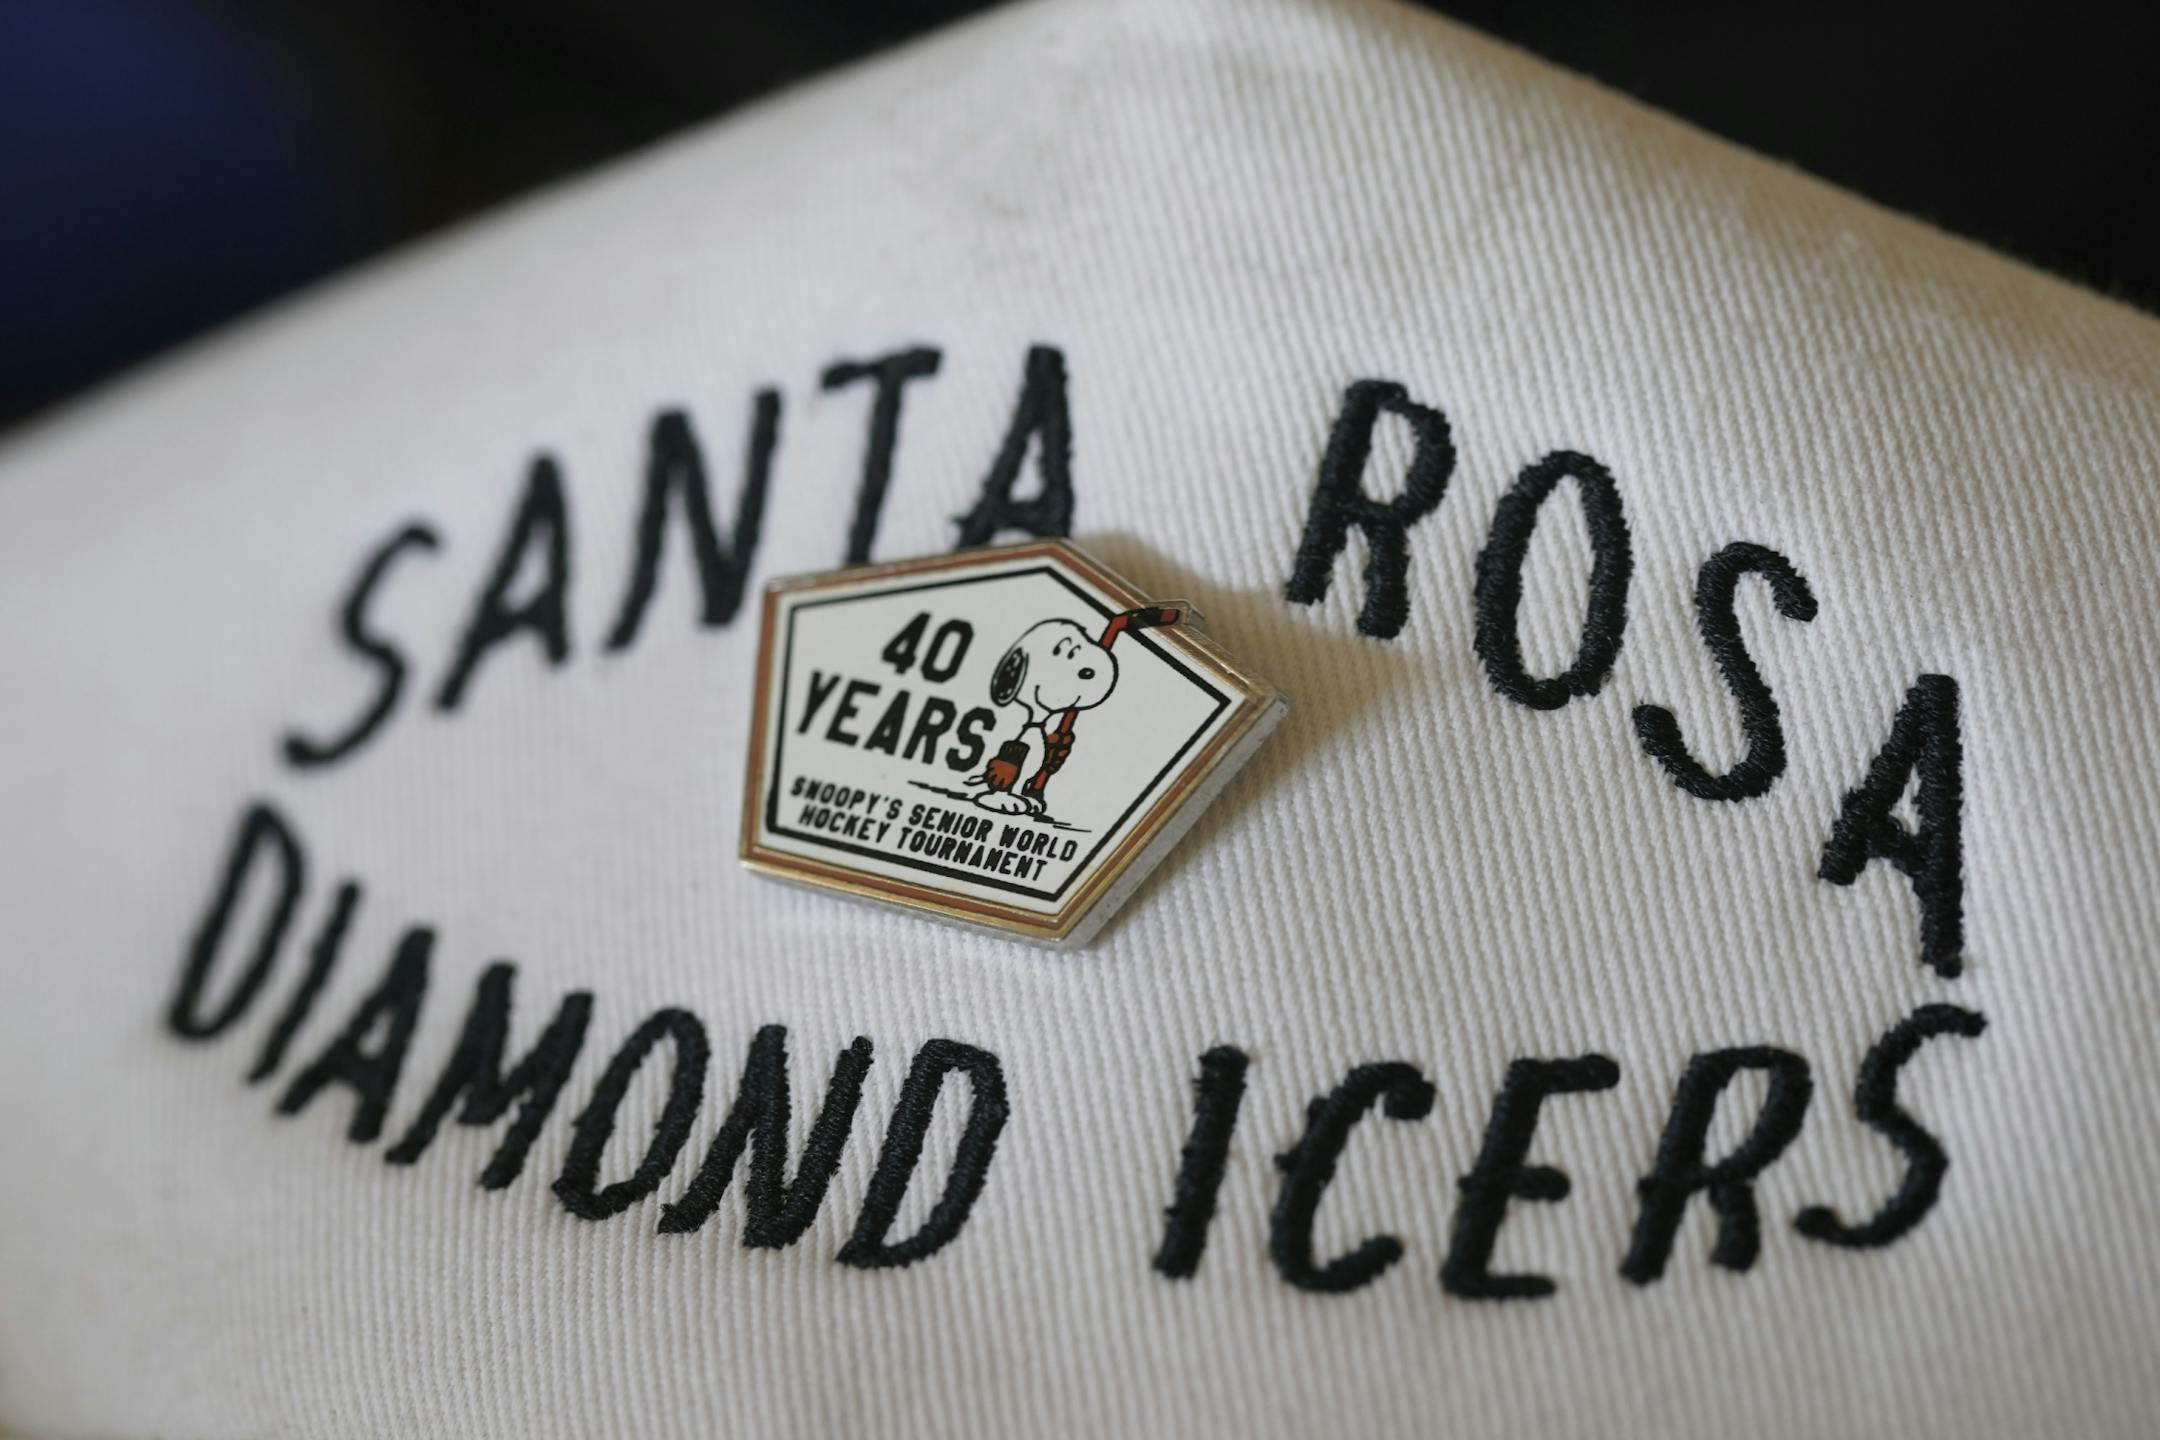 SANTA ROSA
40
YEARS
SNOOPY'S SENIOR WORLD
HOCKEY TOURNAMENT
DIAMOND ICERS